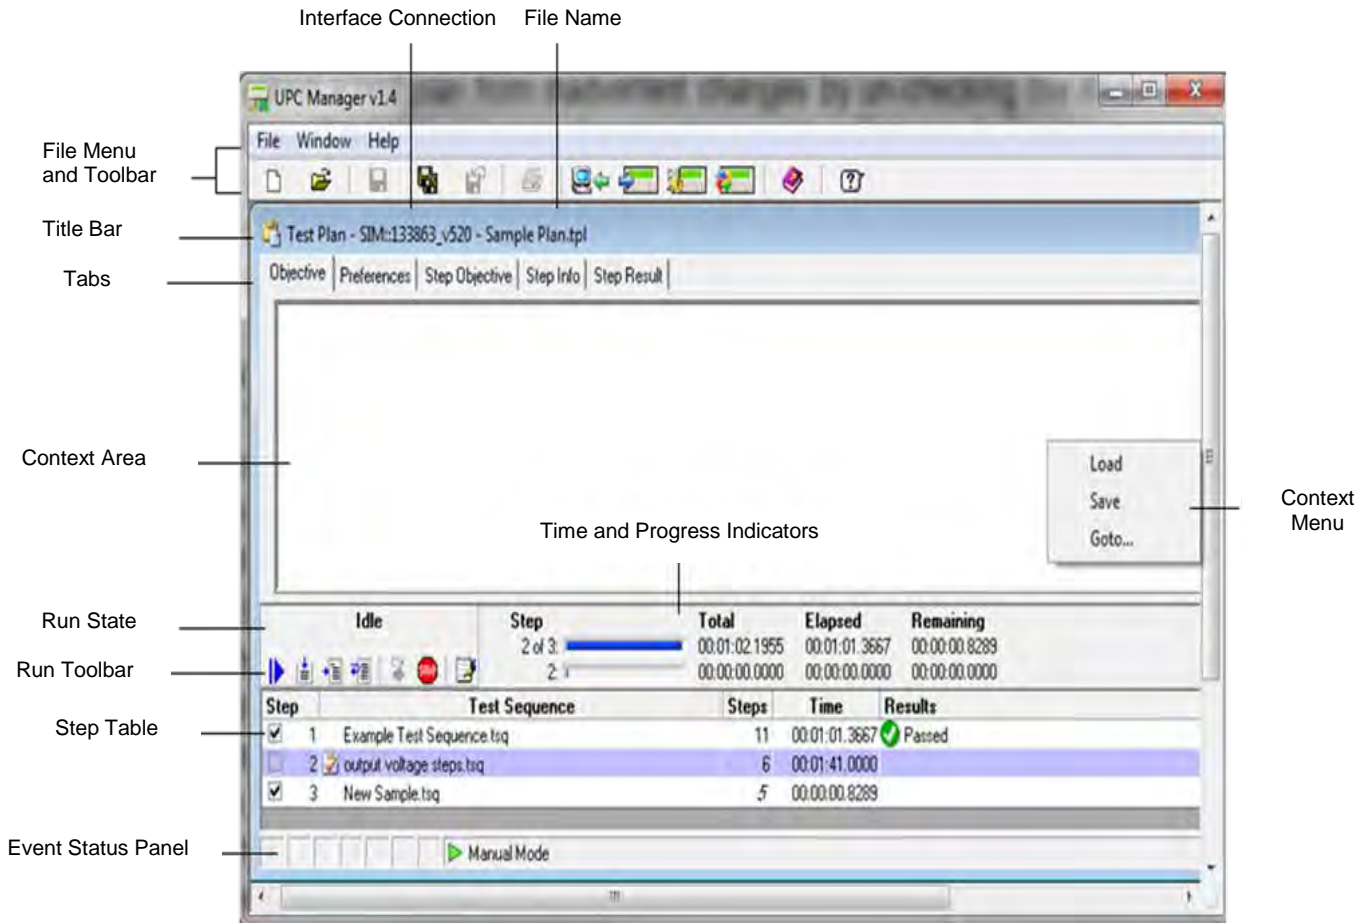 Interface Connection File Name
UPC Manager v1.4
File Window Help
File Menu
and Toolbar
Title Bar
Test Plan - SIM::133863_v520 - Sample Plan.tpl
Tabs
Objective Preferences Step Objective Step Info Step Result
Context Area
Load
Save
Goto...
Context
Menu
Time and Progress Indicators
Run State
Idle Step Total Elapsed Remaining
2 of 3: 00:01:02.1955 00:01:01.3667 00:00:00.8289
Run Toolbar
STOP
2: 00:00:00.0000 00:00:00.0000 00:00:00.0000
Step Test Sequence Steps Time Results
Step Table
1 Example Test Sequence.tsq 11 00:01:01.3667 Passed
2 output voltage steps.tsq 6 00:01:41.0000
3 New Sample.tsq 5 00:00:00.8289
Event Status Panel
Manual Mode